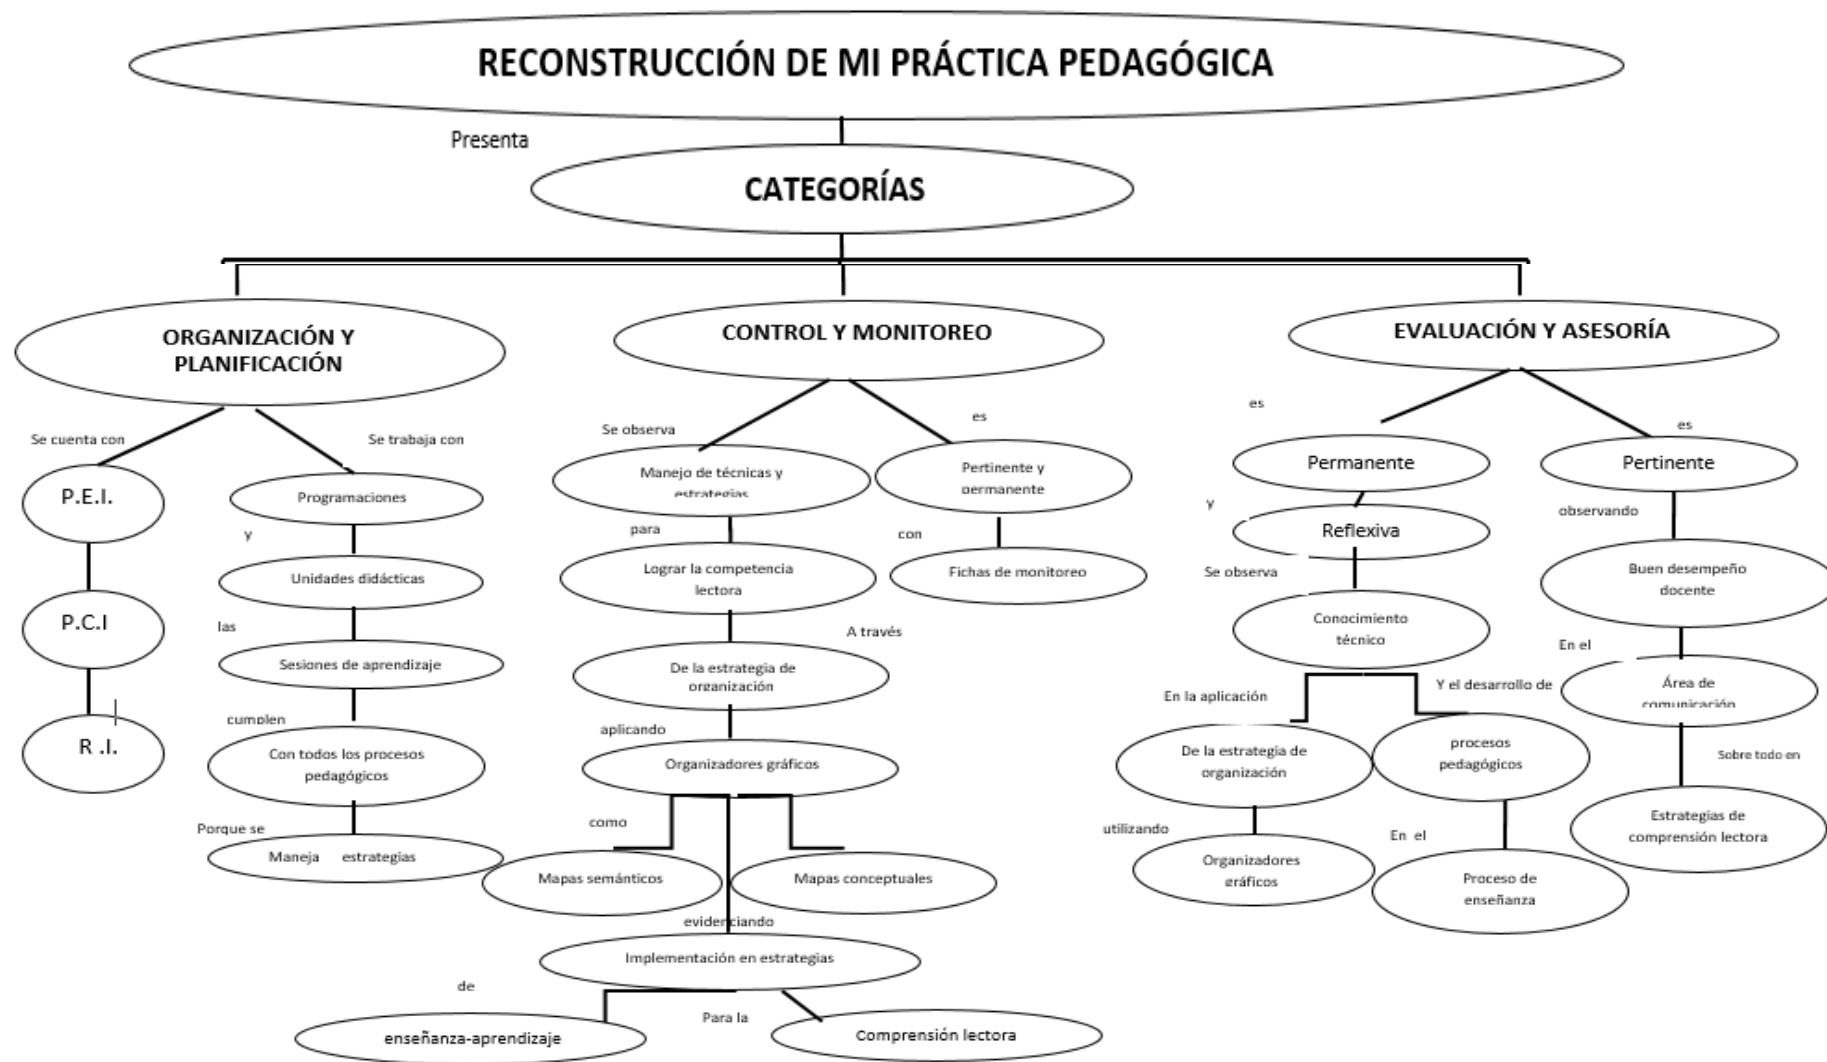 RECONSTRUCCIÓN DE MI PRÁCTICA PEDAGÓGICA
Presenta
CATEGORÍAS
ORGANIZACIÓN Y
PLANIFICACIÓN
Se cuenta con
Se trabaja con
P.E.I.
P.C.I
R .I.
Programaciones
y
Unidades didácticas
las
Sesiones de aprendizaje
cumplen
Con todos los procesos
pedagógicos
Porque se
Maneja estrategias
CONTROL Y MONITOREO
Se observa
es
Manejo de técnicas y
estrategias
Pertinente y
permanente
para
con
Lograr la competencia
lectora
Fichas de monitoreo
A través
De la estrategia de
organización
aplicando
Organizadores gráficos
como
Mapas semánticos
Mapas conceptuales
evidenciando
Implementación en estrategias
de
Para la
enseñanza-aprendizaje
Comprensión lectora
EVALUACIÓN Y ASESORÍA
es
es
Permanente
Pertinente
y
observando
Reflexiva
Se observa
Buen desempeño
docente
Conocimiento
técnico
En el
En la aplicación
Y el desarrollo de
Área de
comunicación
De la estrategia de
organización
procesos
pedagógicos
Sobre todo en
utilizando
En el
Estrategias de
comprensión lectora
Organizadores
gráficos
Proceso de
enseñanza